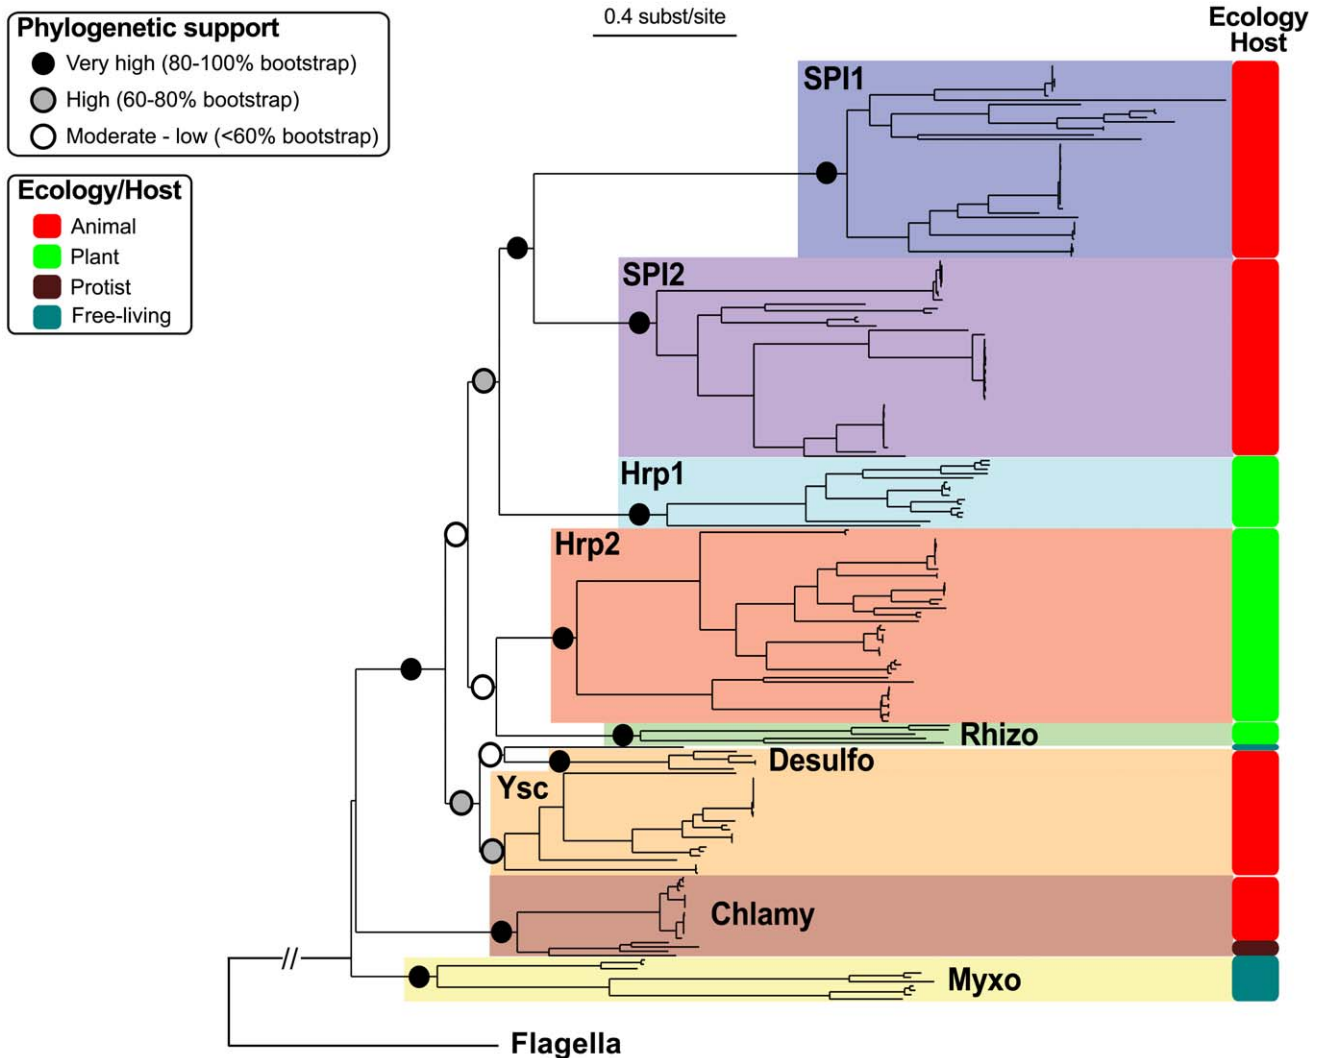 Phylogenetic support
Very high (80-100% bootstrap)
High (60-80% bootstrap)
Moderate - low (<60% bootstrap)
Ecology/Host
Animal
Plant
Protist
Free-living
0.4 subst/site
Ecology
Host
SPI1
SPI2
Hrp1
Hrp2
Rhizo
Desulfo
Ysc
Chlamy
Myxo
//
Flagella